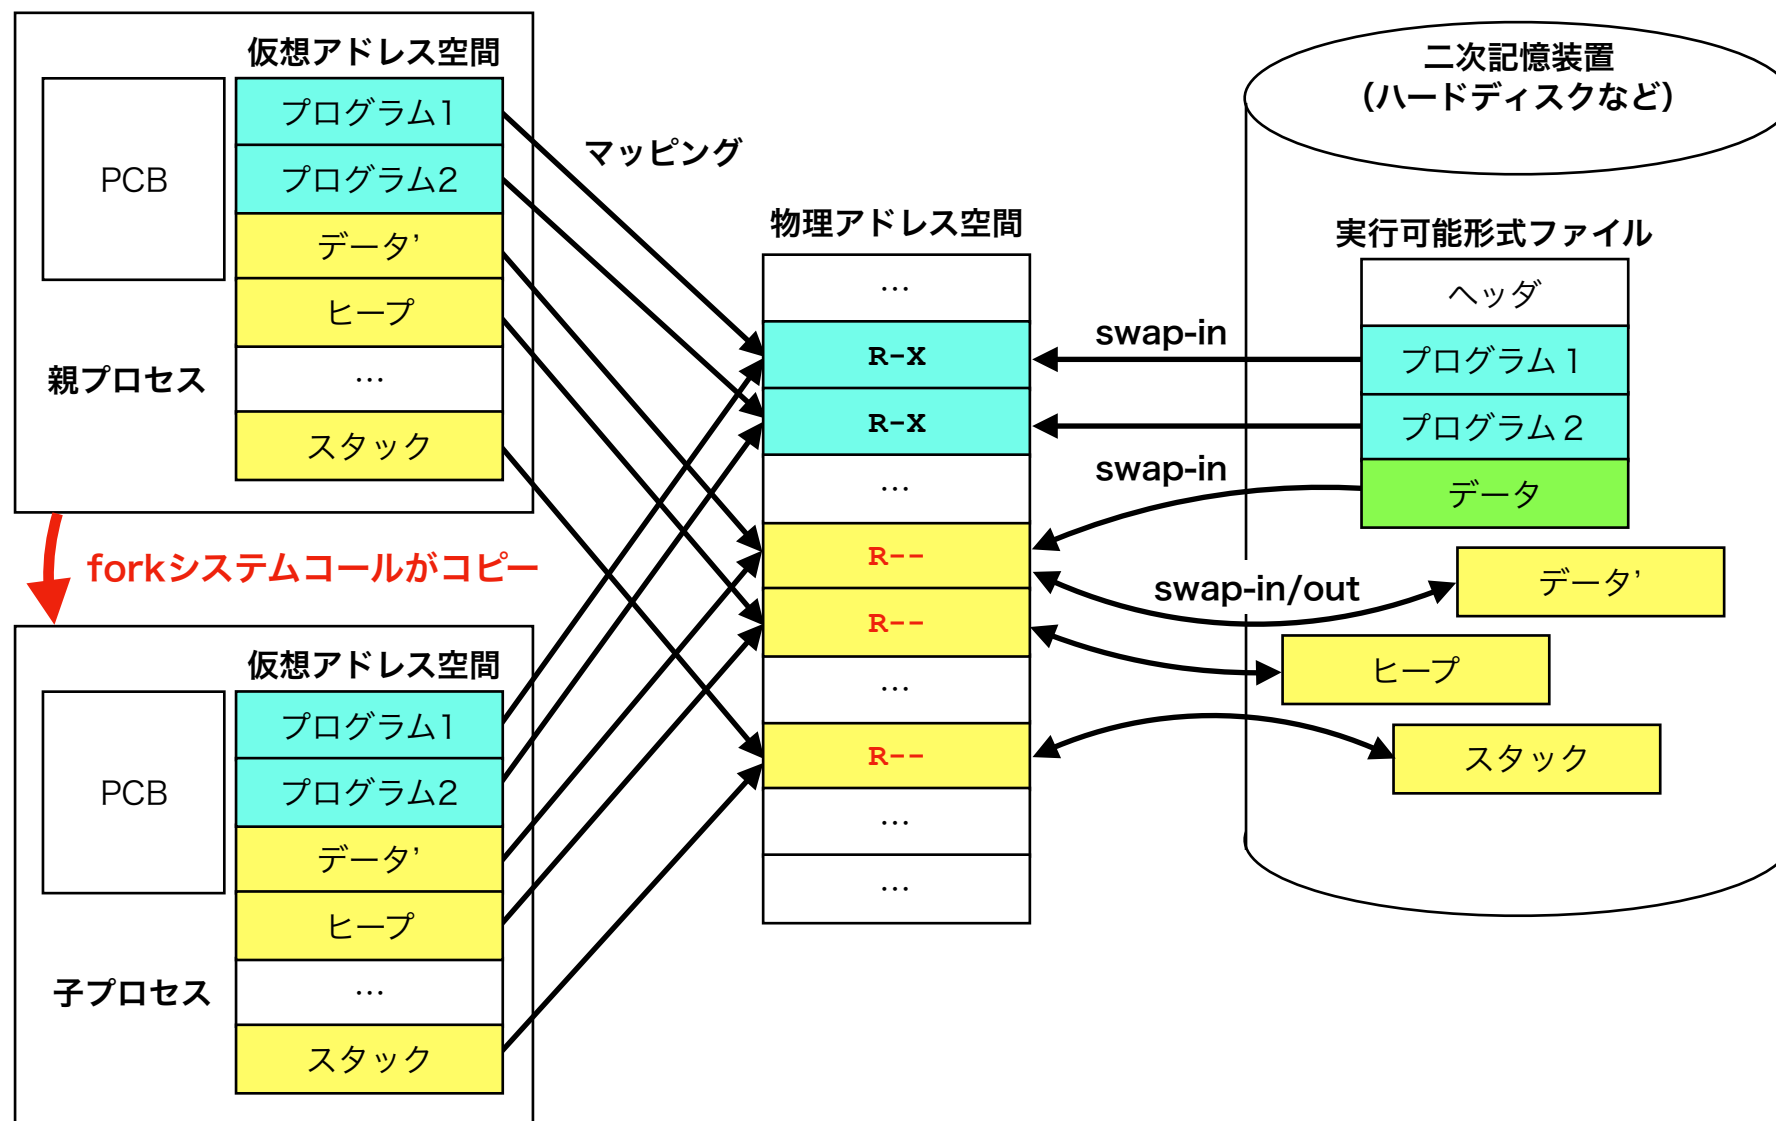 仮想アドレス空間
PCB
プログラム1
プログラム2
データ’
ヒープ
…
スタック
親プロセス
forkシステムコールがコピー
仮想アドレス空間
PCB
プログラム1
プログラム2
データ’
ヒープ
…
スタック
子プロセス
マッピング
物理アドレス空間
…
R-X
R-X
…
R--
R--
…
R--
…
…
swap-in
swap-in
swap-in/out
二次記憶装置
（ハードディスクなど）
実行可能形式ファイル
ヘッダ
プログラム１
プログラム２
データ
データ’
ヒープ
スタック